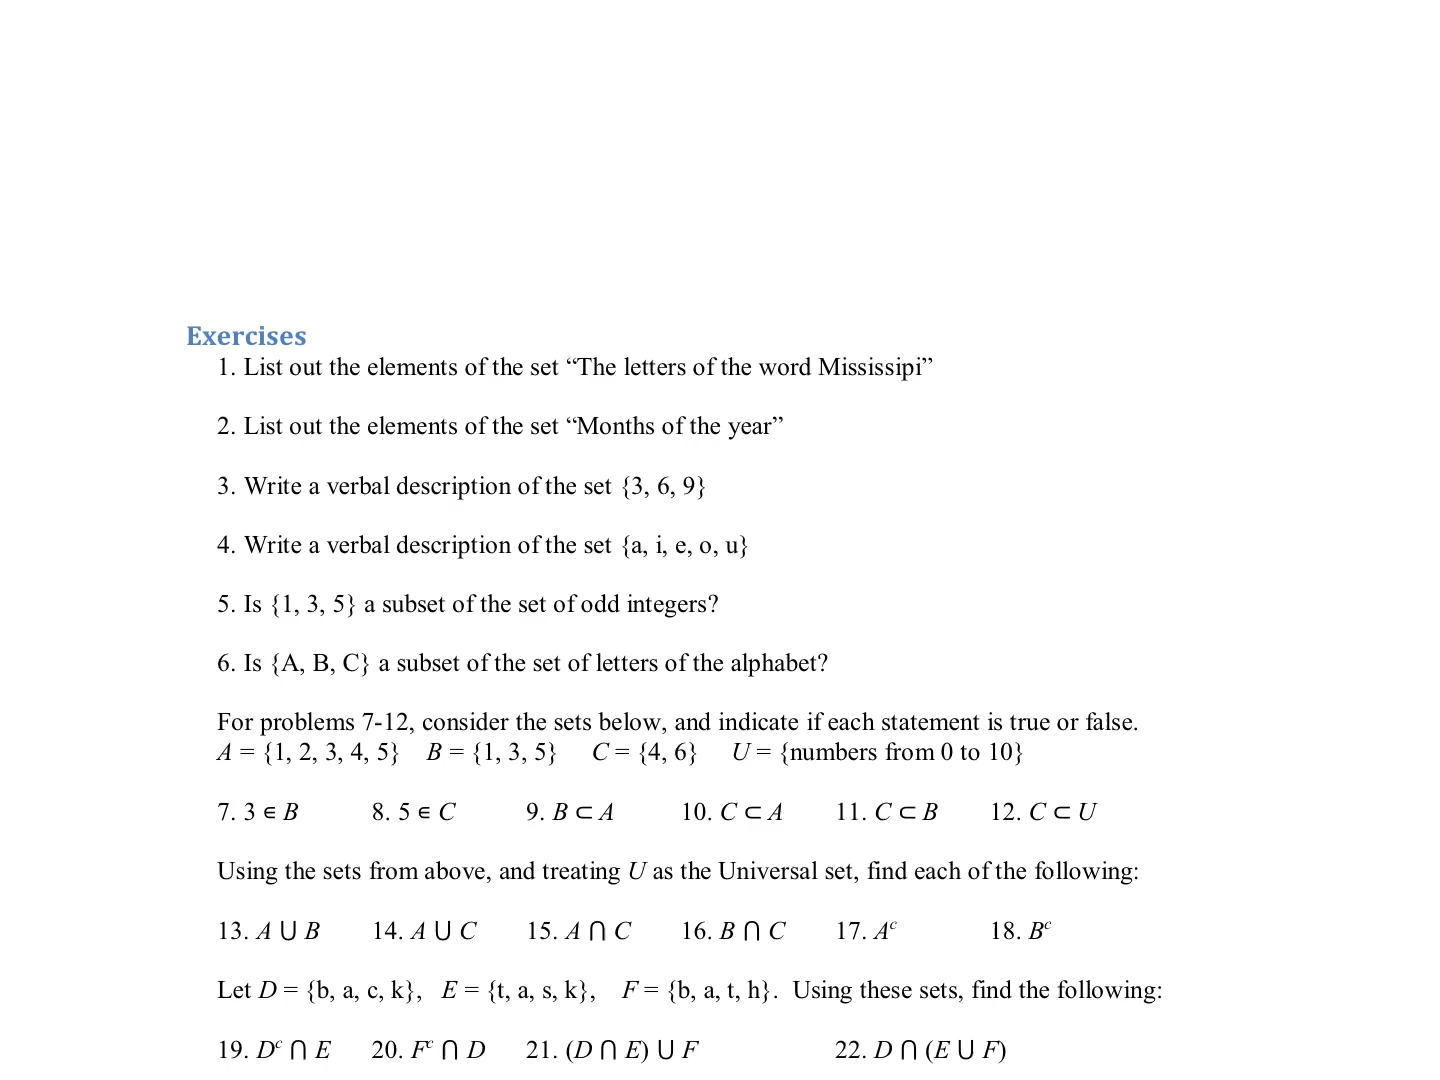 Exercises
1. List out the elements of the set “The letters of the word Mississipi”
2. List out the elements of the set “Months of the year”
3. Write a verbal description of the set {3, 6, 9}
4. Write a verbal description of the set {a, i, e, o, u}
5. Is {1, 3, 5} a subset of the set of odd integers?
6. Is {A, B, C} a subset of the set of letters of the alphabet?
For problems 7-12, consider the sets below, and indicate if each statement is true or false.
A = {1, 2, 3, 4, 5} B = {1, 3, 5} C = {4, 6} U = {numbers from 0 to 10}
7. 3 ∊ B 8. 5 ∊ C 9. B ⊂ A 10. C ⊂ A 11. C ⊂ B 12. C ⊂ U
Using the sets from above, and treating U as the Universal set, find each of the following:
13. A ⋃ B 14. A ⋃ C 15. A ⋂ C 16. B ⋂ C 17. Aᶜ 18. Bᶜ
Let D = {b, a, c, k}, E = {t, a, s, k}, F = {b, a, t, h}. Using these sets, find the following:
19. Dᶜ ⋂ E 20. Fᶜ ⋂ D 21. (D ⋂ E) ⋃ F 22. D ⋂ (E ⋃ F)